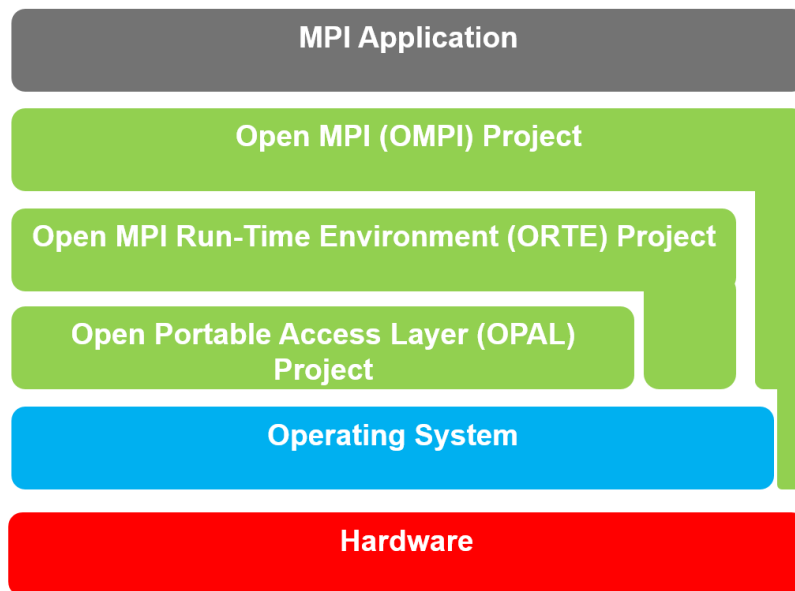 MPI Application
Open MPI (OMPI) Project
Open MPI Run-Time Environment (ORTE) Project
Open Portable Access Layer (OPAL)
Project
Operating System
Hardware